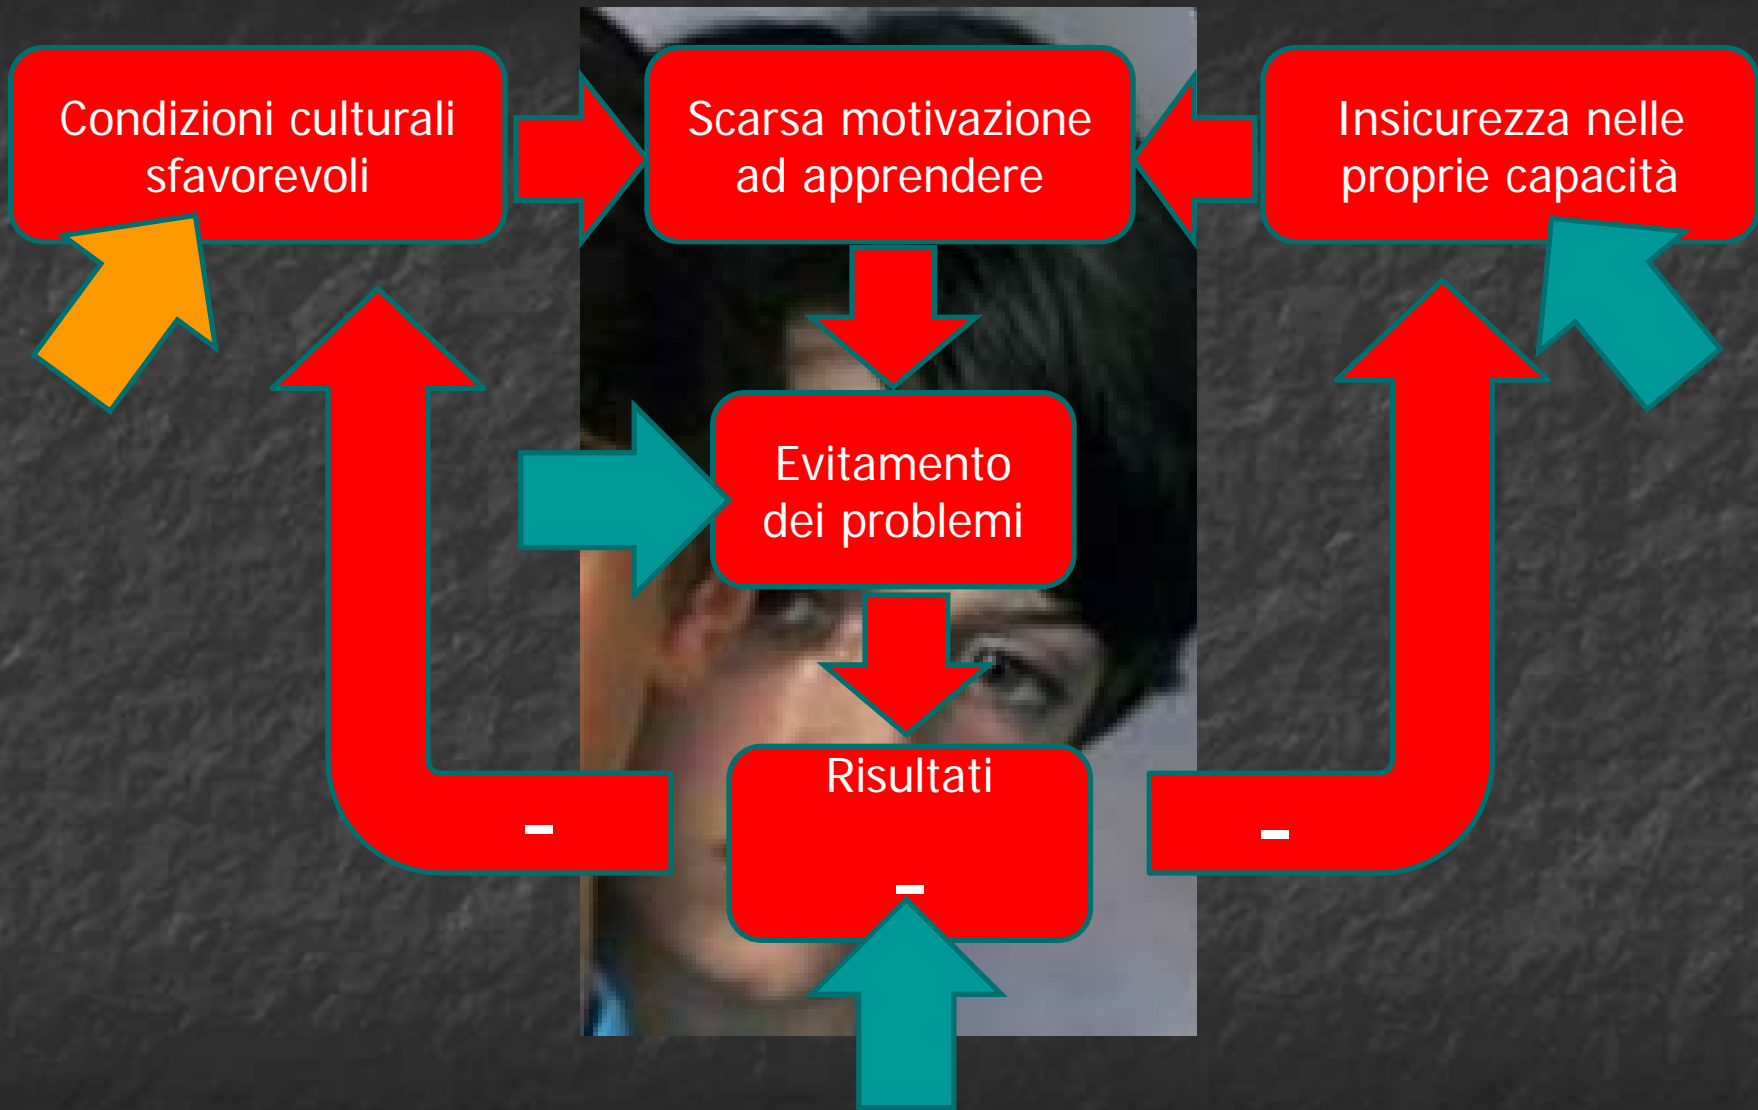 Condizioni culturali
sfavorevoli
Scarsa motivazione
ad apprendere
Insicurezza nelle
proprie capacità
Evitamento
dei problemi
Risultati
-
-
-